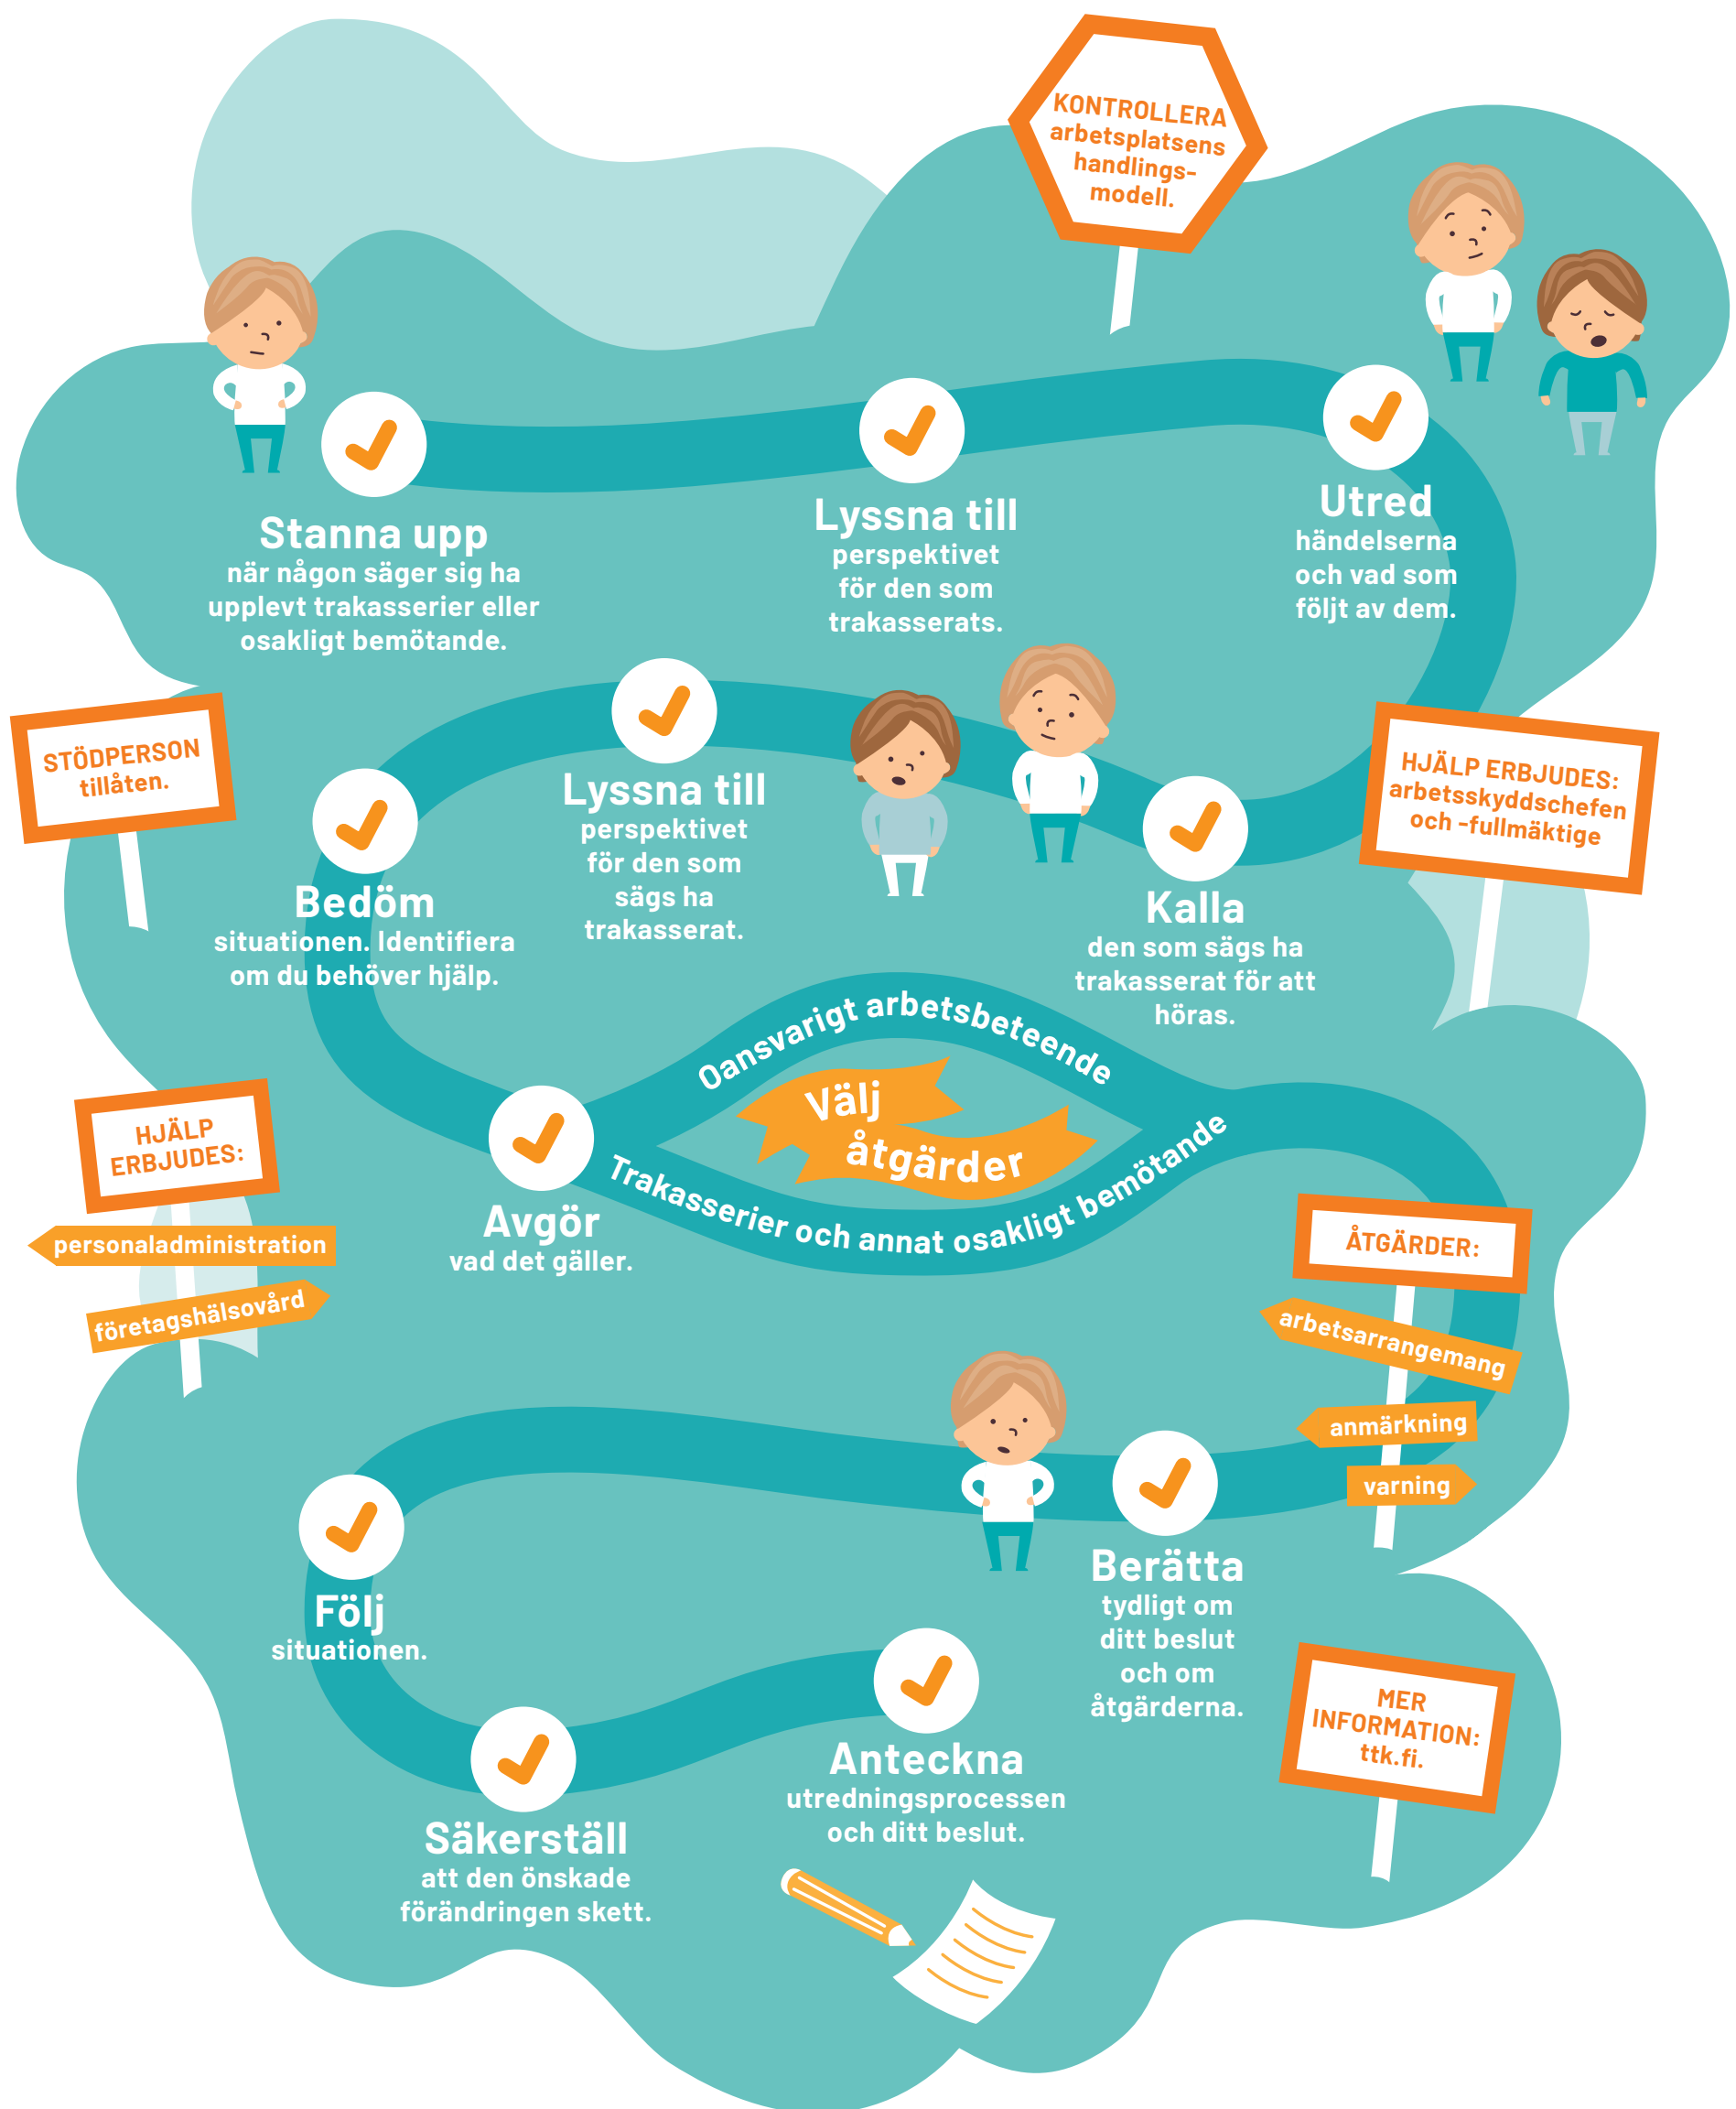 KONTROLLERA
arbetsplatsens
handlings-
modell.
Stanna upp
när någon säger sig ha
upplevt trakasserier eller
osakligt bemötande.
Lyssna till
perspektivet
för den som
trakasserats.
Utred
händelserna
och vad som
följt av dem.
HJÄLP ERBJUDES:
arbetsskyddschefen
och -fullmäktige
Kalla
den som sägs ha
trakasserat för att
höras.
Lyssna till
perspektivet
för den som
sägs ha
trakasserat.
STÖDPERSON
tillåten.
Bedöm
situationen. Identifiera
om du behöver hjälp.
HJÄLP
ERBJUDES:
personaladministration
företagshälsovård
Avgör
vad det gäller.
Oansvarigt arbetsbeteende
Välj
åtgärder
Trakasserier och annat osakligt bemötande
ÅTGÄRDER:
arbetsarrangemang
anmärkning
varning
Berätta
tydligt om
ditt beslut
och om
åtgärderna.
Följ
situationen.
Säkerställ
att den önskade
förändringen skett.
Anteckna
utredningsprocessen
och ditt beslut.
MER
INFORMATION:
ttk.fi.